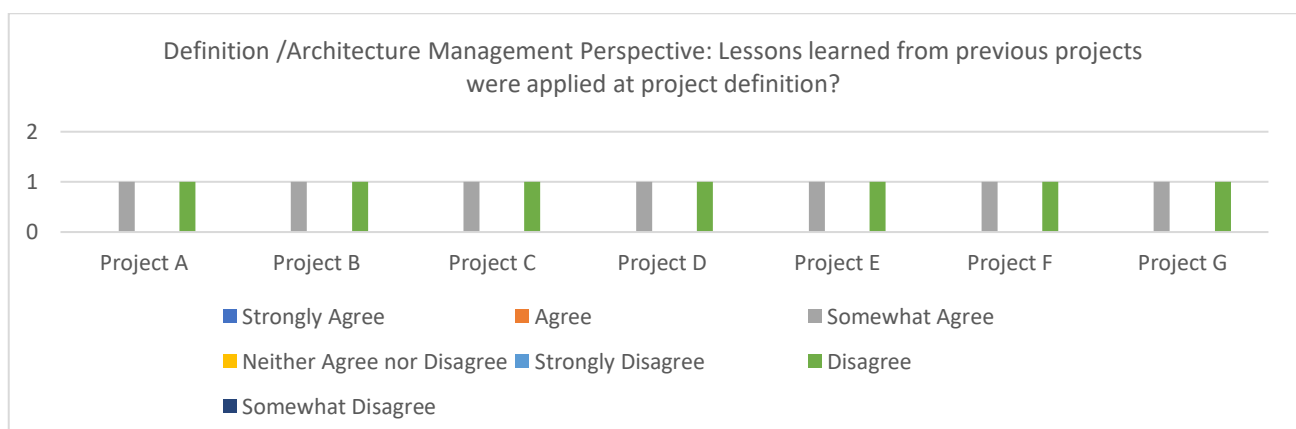 Definition /Architecture Management Perspective: Lessons learned from previous projects
were applied at project definition?
2
1
0
Project A Project B Project C Project D Project E Project F Project G
Strongly Agree Agree Somewhat Agree
Neither Agree nor Disagree Strongly Disagree Disagree
Somewhat Disagree